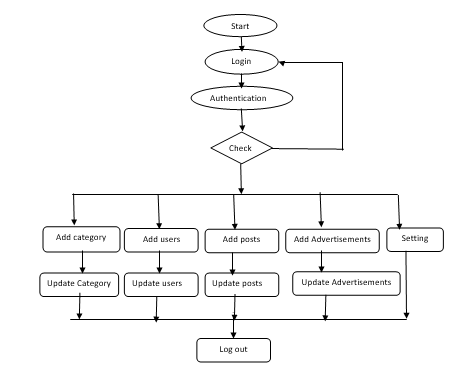 Start
Login
Authentication
Check
Add category
Add users
Add posts
Add Advertisements
Setting
Update Category
Update users
Update posts
Update Advertisements
Log out